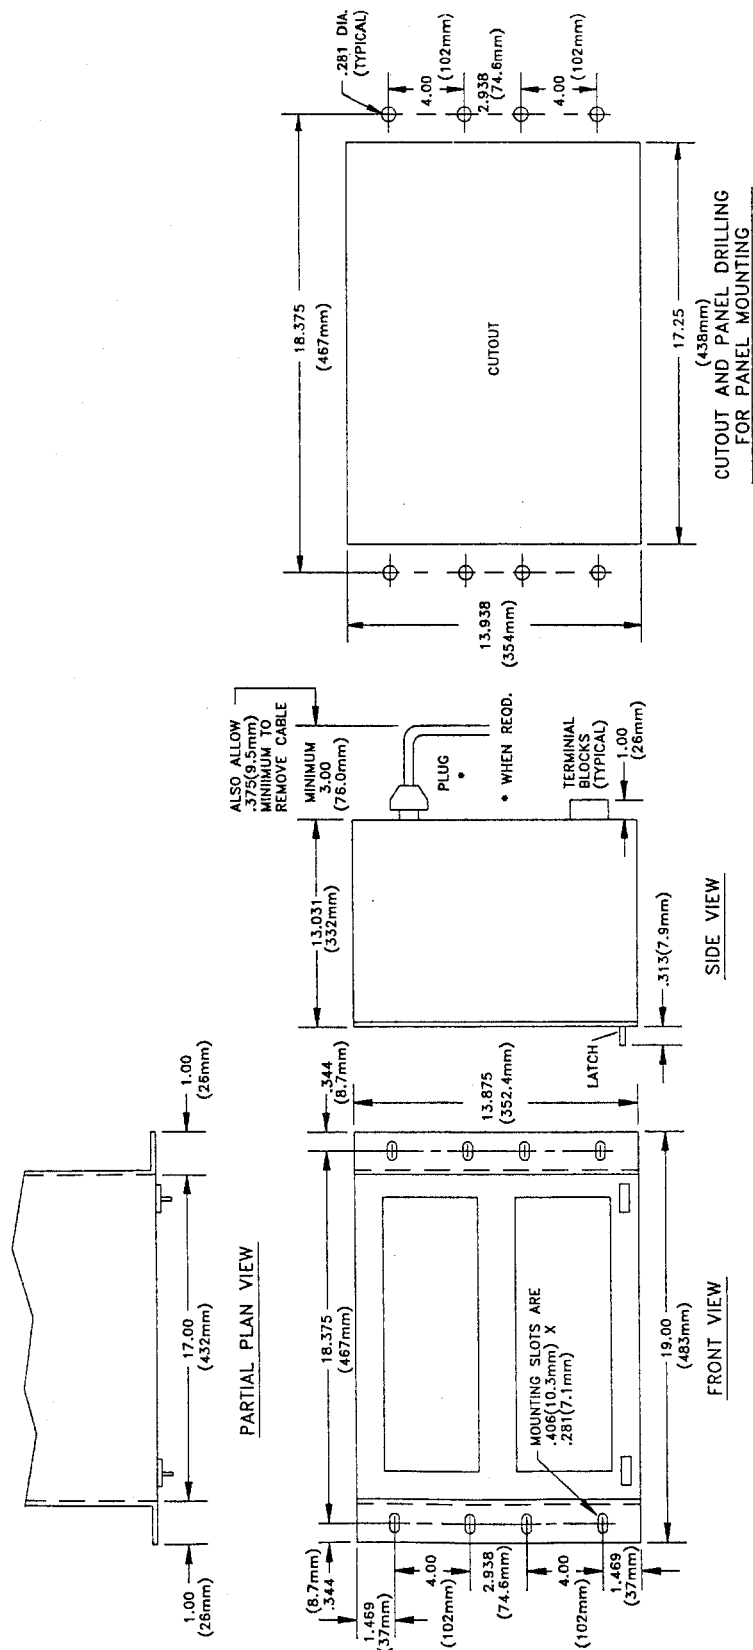 1.00
(26mm)
17.00
(432mm)
1.00
(26mm)
PARTIAL PLAN VIEW
(8.7mm)
.344
18.375
(467mm)
.344
(8.7mm)
1.469
(37mm)
4.00
(102mm)
2.938
(74.6mm)
4.00
(102mm)
1.469
(37mm)
MOUNTING SLOTS ARE
.406(10.3mm) X
.281(7.1mm)
13.875
(352.4mm)
19.00
(483mm)
FRONT VIEW
ALSO ALLOW
.375(9.5mm)
MINIMUM TO
REMOVE CABLE
MINIMUM
3.00
(76.0mm)
13.031
(332mm)
PLUG
*
* WHEN REQD.
TERMINIAL
BLOCKS
(TYPICAL)
1.00
(26mm)
LATCH
.313(7.9mm)
SIDE VIEW
18.375
(467mm)
.281 DIA.
(TYPICAL)
4.00
(102mm)
2.938
(74.6mm)
4.00
(102mm)
CUTOUT
13.938
(354mm)
17.25
(438mm)
CUTOUT AND PANEL DRILLING
FOR PANEL MOUNTING